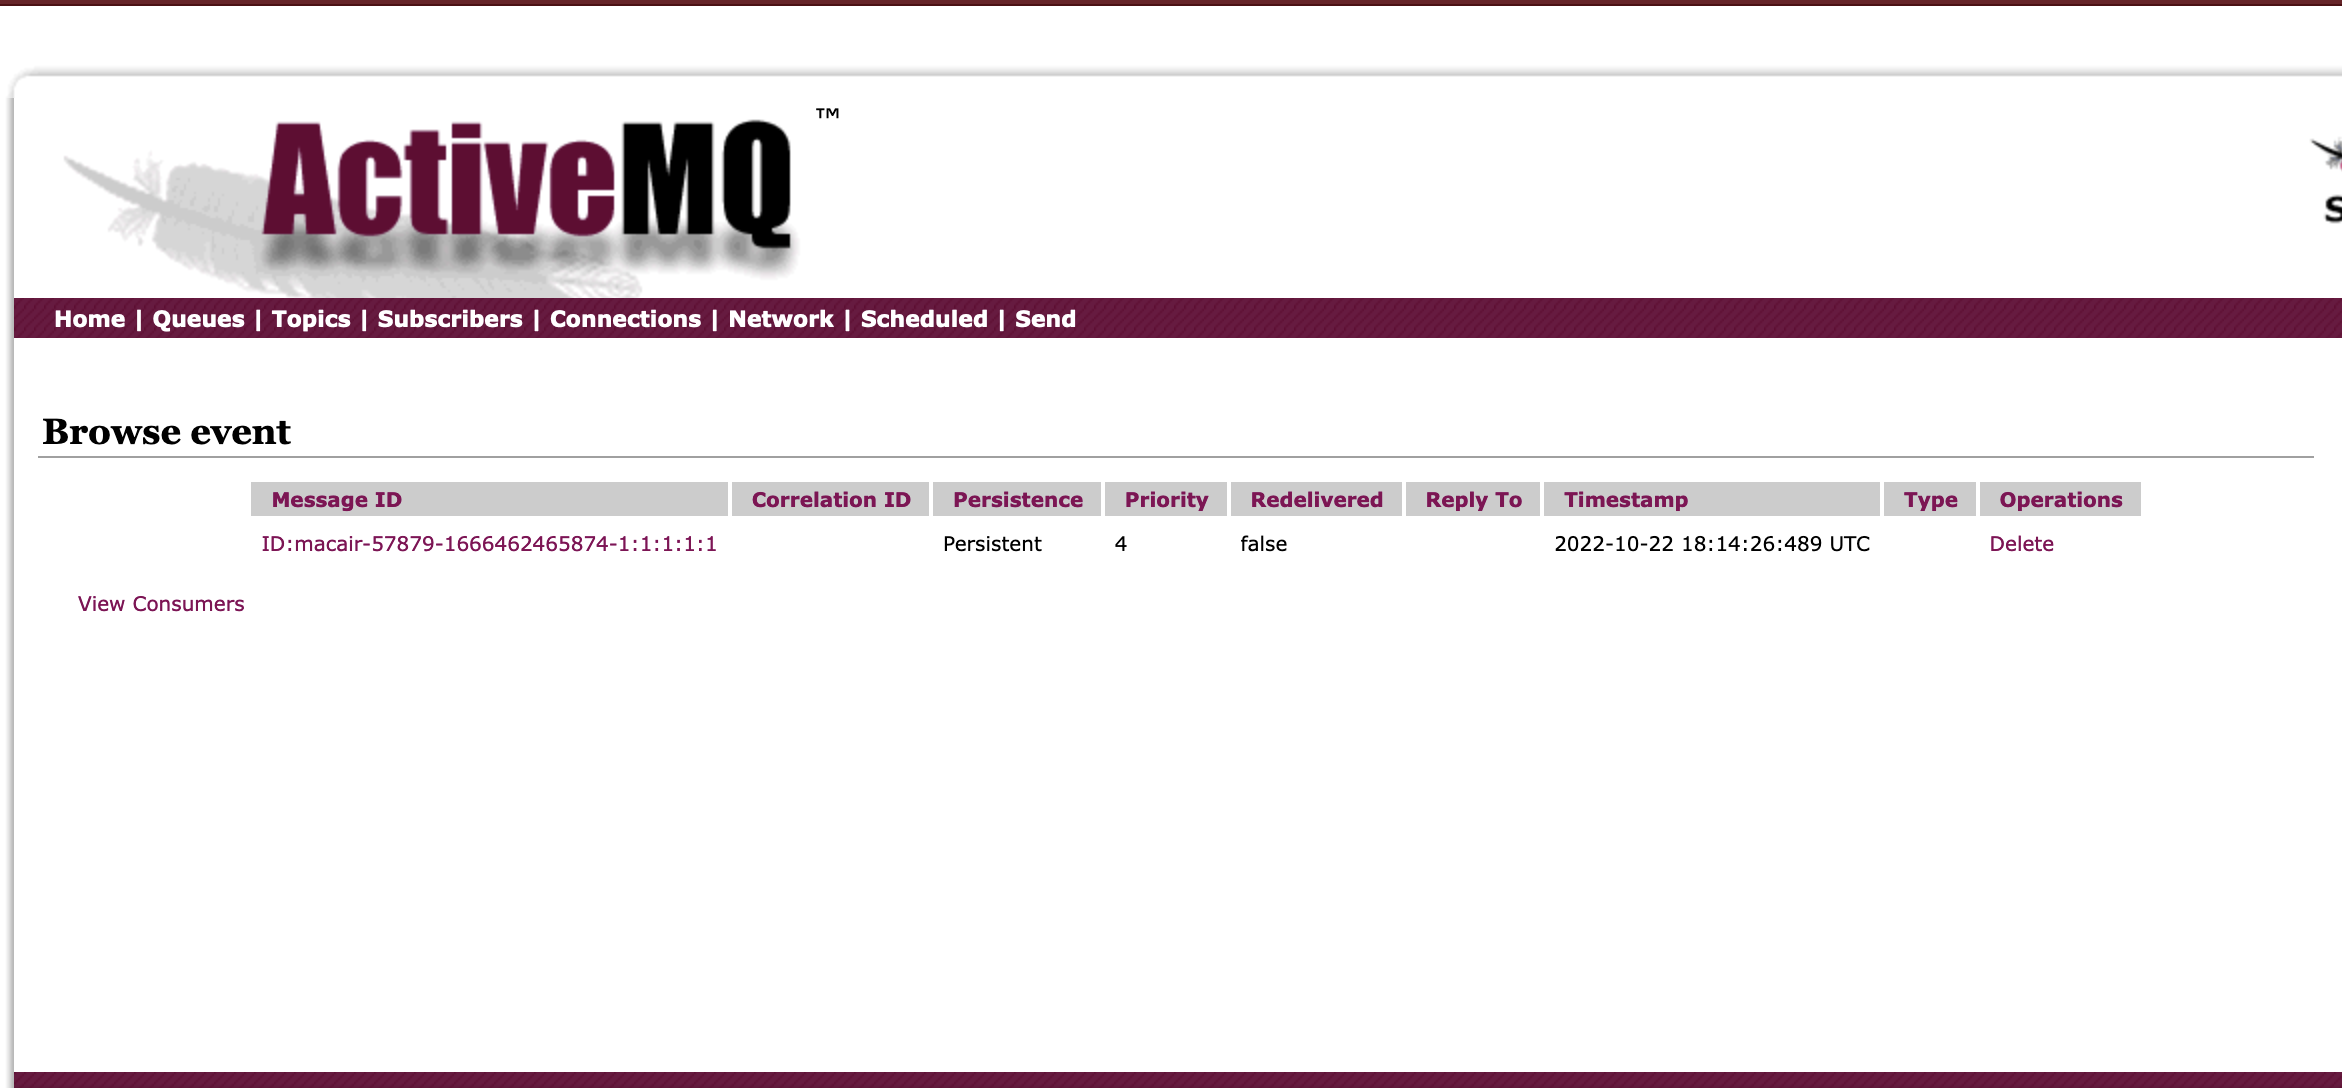 ActiveMQ ™
Home | Queues | Topics | Subscribers | Connections | Network | Scheduled | Send
Browse event
Message ID Correlation ID Persistence Priority Redelivered Reply To Timestamp Type Operations
ID:macair-57879-1666462465874-1:1:1:1:1 Persistent 4 false 2022-10-22 18:14:26:489 UTC Delete
View Consumers